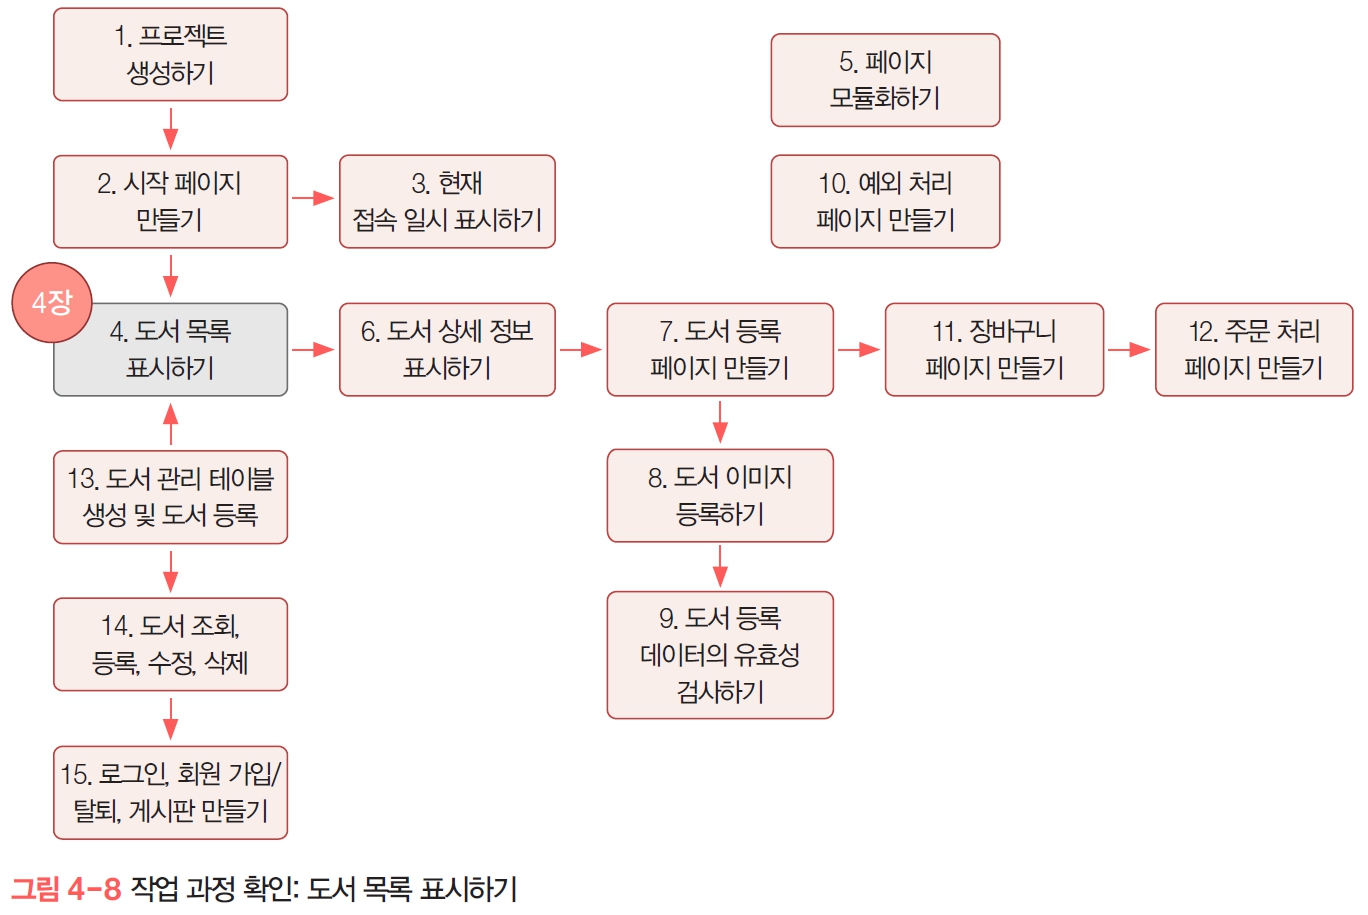 1. 프로젝트
생성하기
5. 페이지
모듈화하기
2. 시작 페이지
만들기
3. 현재
접속 일시 표시하기
10. 예외 처리
페이지 만들기
4장
4. 도서 목록
표시하기
6. 도서 상세 정보
표시하기
7. 도서 등록
페이지 만들기
11. 장바구니
페이지 만들기
12. 주문 처리
페이지 만들기
13. 도서 관리 테이블
생성 및 도서 등록
8. 도서 이미지
등록하기
14. 도서 조회,
등록, 수정, 삭제
9. 도서 등록
데이터의 유효성
검사하기
15. 로그인, 회원 가입/
탈퇴, 게시판 만들기
그림 4-8 작업 과정 확인: 도서 목록 표시하기